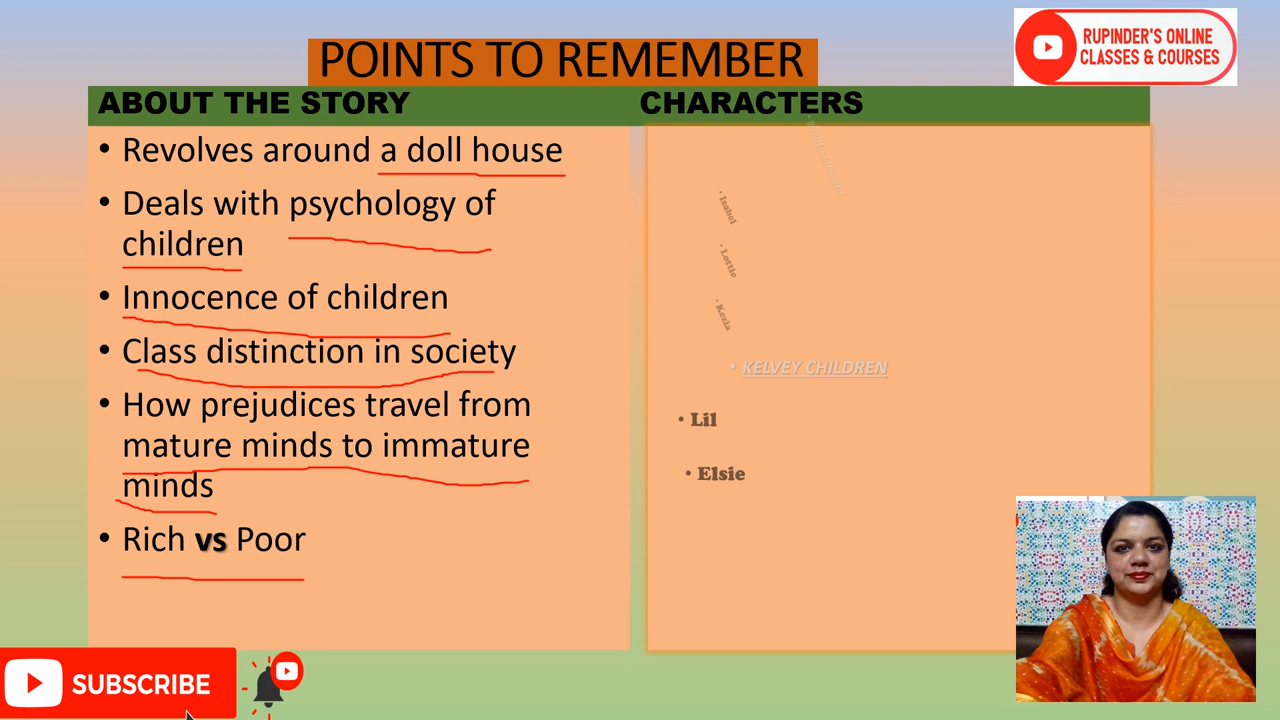 POINTS TO REMEMBER
RUPINDER'S ONLINE
CLASSES & COURSES
ABOUT THE STORY
• Revolves around a doll house
• Deals with psychology of
children
• Innocence of children
• Class distinction in society
• How prejudices travel from
mature minds to immature
minds
• Rich vs Poor
CHARACTERS
• Isabel
• Lottie
• Kezia
• KELVEY CHILDREN
• Lil
• Elsie
SUBSCRIBE